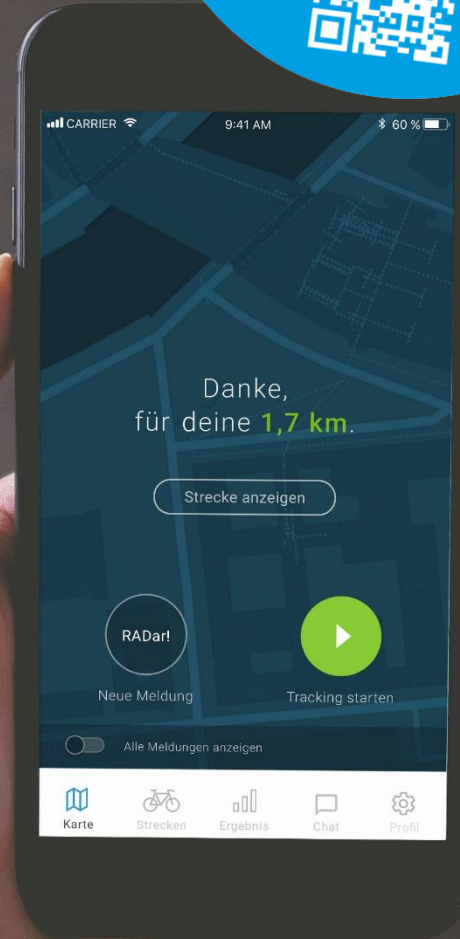 CARRIER
9:41 AM
60 %
Danke,
für deine 1,7 km.
Strecke anzeigen
RADar!
Neue Meldung
Tracking starten
Alle Meldungen anzeigen
Karte
Strecken
Ergebnis
Chat
Profil